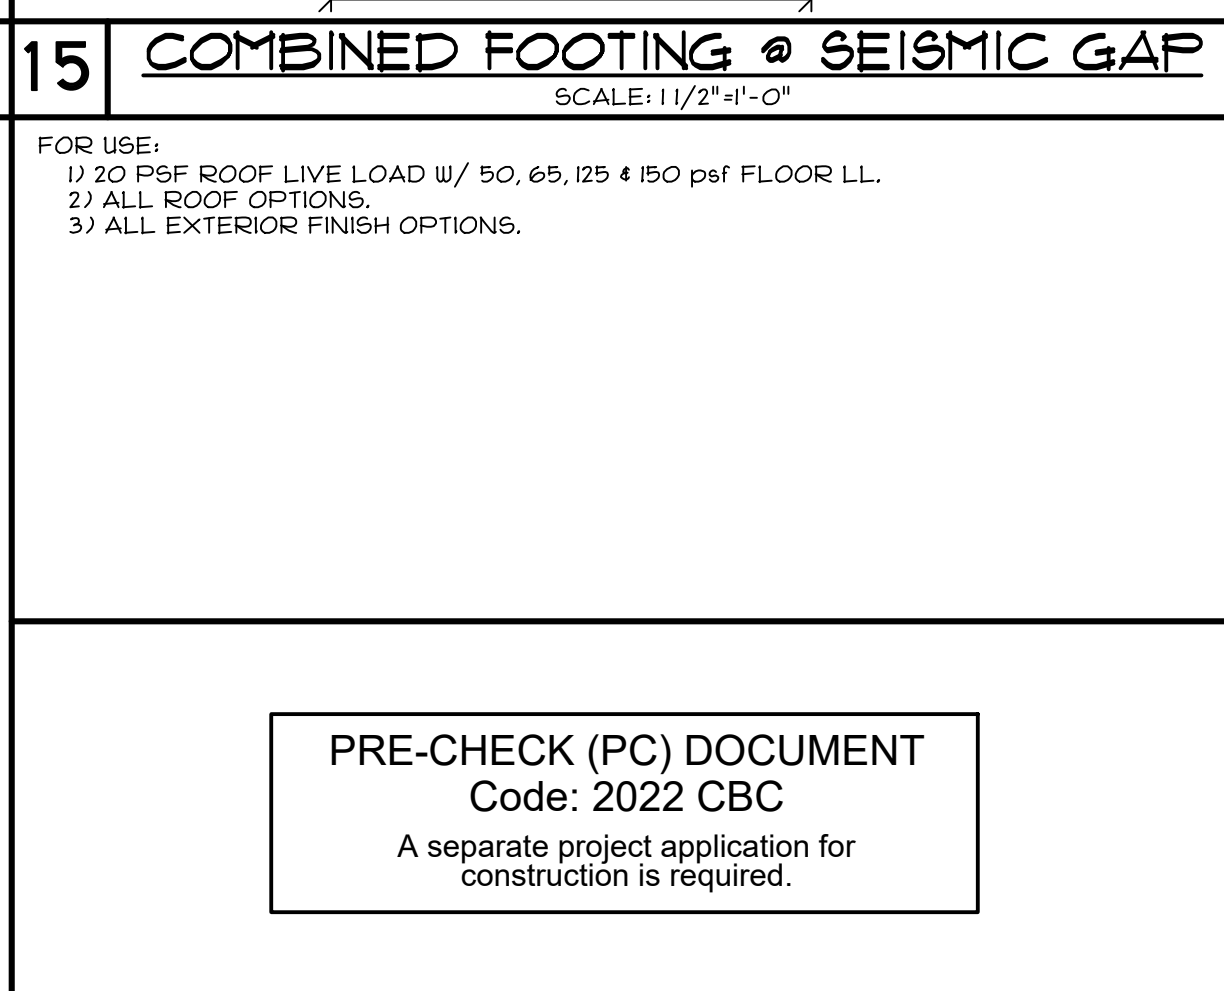 15
COMBINED FOOTING @ SEISMIC GAP
SCALE: 1 1/2"=1'-0"
FOR USE:
1) 20 PSF ROOF LIVE LOAD W/ 50, 65, 125 & 150 psf FLOOR LL.
2) ALL ROOF OPTIONS.
3) ALL EXTERIOR FINISH OPTIONS.
PRE-CHECK (PC) DOCUMENT
Code: 2022 CBC
A separate project application for
construction is required.